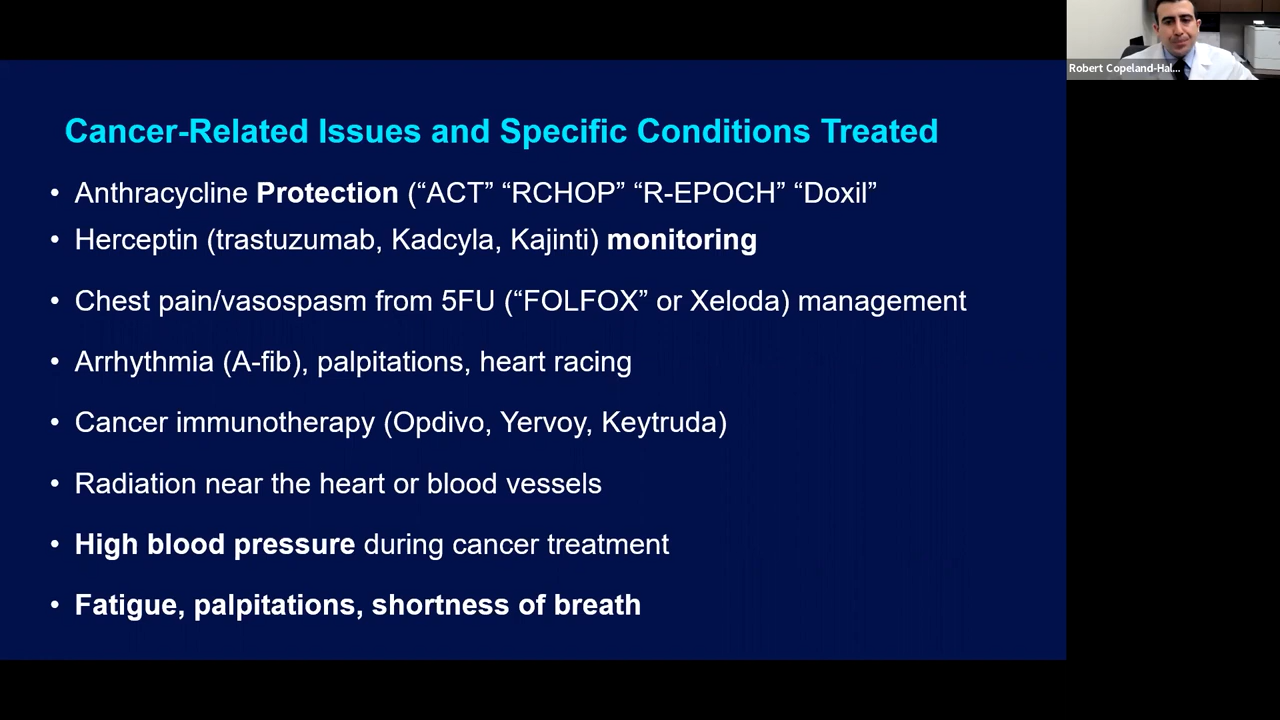 Robert Copeland-Hal...
Cancer-Related Issues and Specific Conditions Treated
• Anthracycline Protection (“ACT” “RCHOP” “R-EPOCH” “Doxil”
• Herceptin (trastuzumab, Kadcyla, Kajinti) monitoring
• Chest pain/vasospasm from 5FU (“FOLFOX” or Xeloda) management
• Arrhythmia (A-fib), palpitations, heart racing
• Cancer immunotherapy (Opdivo, Yervoy, Keytruda)
• Radiation near the heart or blood vessels
• High blood pressure during cancer treatment
• Fatigue, palpitations, shortness of breath